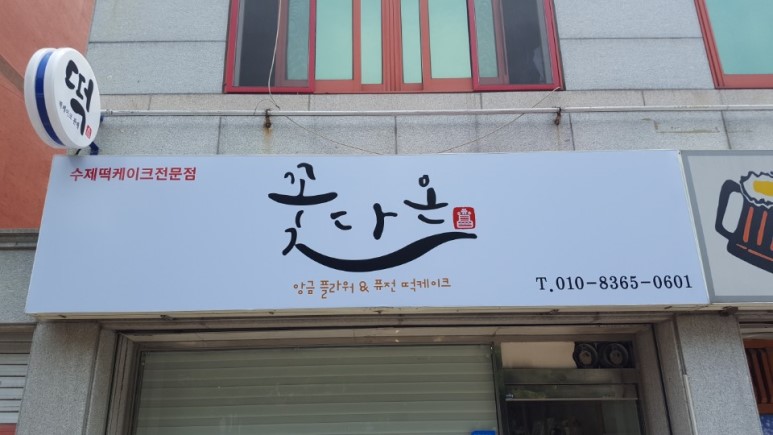 떡
수제떡케이크전문점
꽃다온
앙금 플라워 & 퓨전 떡케이크
T.010-8365-0601